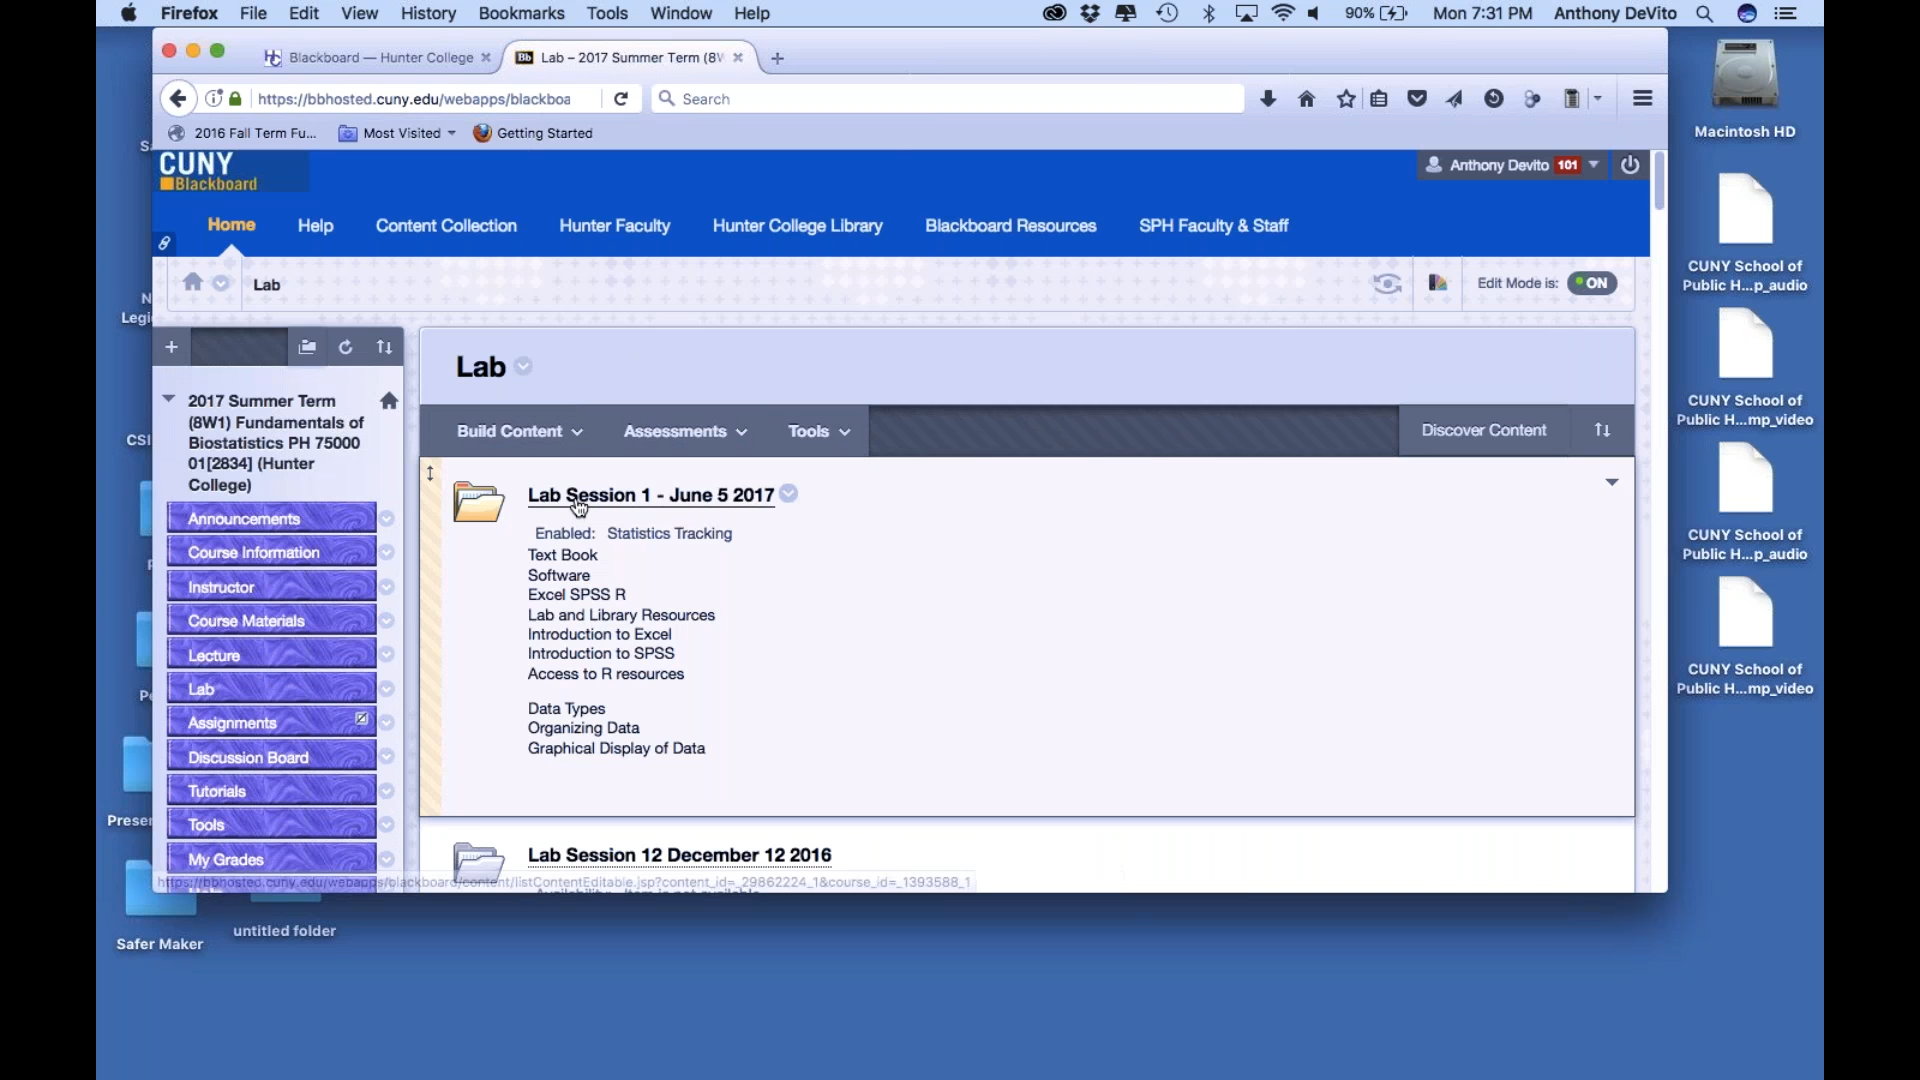 Firefox File Edit View History Bookmarks Tools Window Help 90% Mon 7:31 PM Anthony DeVito
Blackboard — Hunter College
Bb Lab – 2017 Summer Term (8W
https://bbhosted.cuny.edu/webapps/blackboa
Search
2016 Fall Term Fu...
Most Visited
Getting Started
CUNY
Blackboard
Anthony Devito 101
Home Help Content Collection Hunter Faculty Hunter College Library Blackboard Resources SPH Faculty & Staff
Lab
Edit Mode is: ON
2017 Summer Term
(8W1) Fundamentals of
Biostatistics PH 75000
01[2834] (Hunter
College)
Announcements
Course Information
Instructor
Course Materials
Lecture
Lab
Assignments
Discussion Board
Tutorials
Tools
My Grades
Lab
Build Content Assessments Tools Discover Content
Lab Session 1 - June 5 2017
Enabled: Statistics Tracking
Text Book
Software
Excel SPSS R
Lab and Library Resources
Introduction to Excel
Introduction to SPSS
Access to R resources
Data Types
Organizing Data
Graphical Display of Data
Lab Session 12 December 12 2016
https://bbhosted.cuny.edu/webapps/blackboard/content/listContentEditable.jsp?content_id=_29862224_1&course_id=_1393588_1
Macintosh HD
CUNY School of
Public H...p_audio
CUNY School of
Public H...mp_video
CUNY School of
Public H...p_audio
CUNY School of
Public H...mp_video
Legi
CSI
Preser
untitled folder
Safer Maker